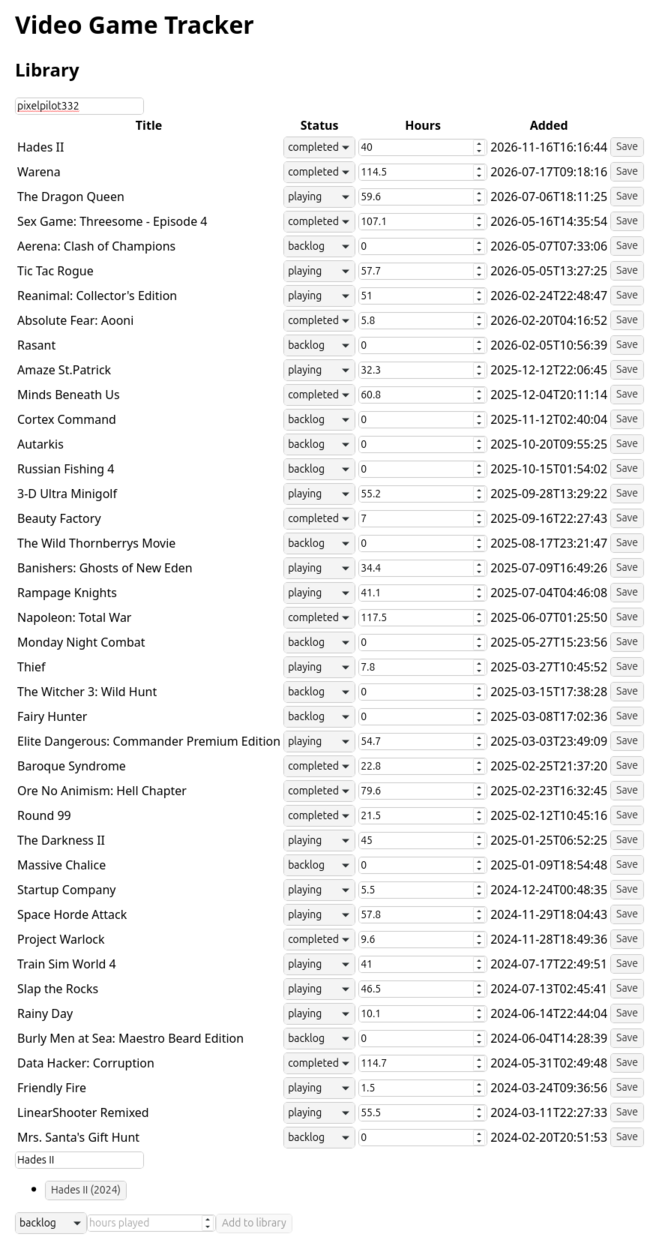 Video Game Tracker
Library
pixelpilot332
Title Status Hours Added
Hades II completed 40 2026-11-16T16:16:44 Save
Warena completed 114.5 2026-07-17T09:18:16 Save
The Dragon Queen playing 59.6 2026-07-06T18:11:25 Save
Sex Game: Threesome - Episode 4 completed 107.1 2026-05-16T14:35:54 Save
Aerena: Clash of Champions backlog 0 2026-05-07T07:33:06 Save
Tic Tac Rogue playing 57.7 2026-05-05T13:27:25 Save
Reanimal: Collector's Edition playing 51 2026-02-24T22:48:47 Save
Absolute Fear: Aooni completed 5.8 2026-02-20T04:16:52 Save
Rasant backlog 0 2026-02-05T10:56:39 Save
Amaze St.Patrick playing 32.3 2025-12-12T22:06:45 Save
Minds Beneath Us completed 60.8 2025-12-04T20:11:14 Save
Cortex Command backlog 0 2025-11-12T02:40:04 Save
Autarkis backlog 0 2025-10-20T09:55:25 Save
Russian Fishing 4 backlog 0 2025-10-15T01:54:02 Save
3-D Ultra Minigolf playing 55.2 2025-09-28T13:29:22 Save
Beauty Factory completed 7 2025-09-16T22:27:43 Save
The Wild Thornberrys Movie backlog 0 2025-08-17T23:21:47 Save
Banishers: Ghosts of New Eden playing 34.4 2025-07-09T16:49:26 Save
Rampage Knights playing 41.1 2025-07-04T04:46:08 Save
Napoleon: Total War completed 117.5 2025-06-07T01:25:50 Save
Monday Night Combat backlog 0 2025-05-27T15:23:56 Save
Thief playing 7.8 2025-03-27T10:45:52 Save
The Witcher 3: Wild Hunt backlog 0 2025-03-15T17:38:28 Save
Fairy Hunter backlog 0 2025-03-08T17:02:36 Save
Elite Dangerous: Commander Premium Edition playing 54.7 2025-03-03T23:49:09 Save
Baroque Syndrome completed 22.8 2025-02-25T21:37:20 Save
Ore No Animism: Hell Chapter completed 79.6 2025-02-23T16:32:45 Save
Round 99 completed 21.5 2025-02-12T10:45:16 Save
The Darkness II playing 45 2025-01-25T06:52:25 Save
Massive Chalice backlog 0 2025-01-09T18:54:48 Save
Startup Company playing 5.5 2024-12-24T00:48:35 Save
Space Horde Attack playing 57.8 2024-11-29T18:04:43 Save
Project Warlock completed 9.6 2024-11-28T18:49:36 Save
Train Sim World 4 playing 41 2024-07-17T22:49:51 Save
Slap the Rocks playing 46.5 2024-07-13T02:45:41 Save
Rainy Day playing 10.1 2024-06-14T22:44:04 Save
Burly Men at Sea: Maestro Beard Edition backlog 0 2024-06-04T14:28:39 Save
Data Hacker: Corruption completed 114.7 2024-05-31T02:49:48 Save
Friendly Fire playing 1.5 2024-03-24T09:36:56 Save
LinearShooter Remixed playing 55.5 2024-03-11T22:27:33 Save
Mrs. Santa's Gift Hunt backlog 0 2024-02-20T20:51:53 Save
Hades II
Hades II (2024)
backlog hours played Add to library